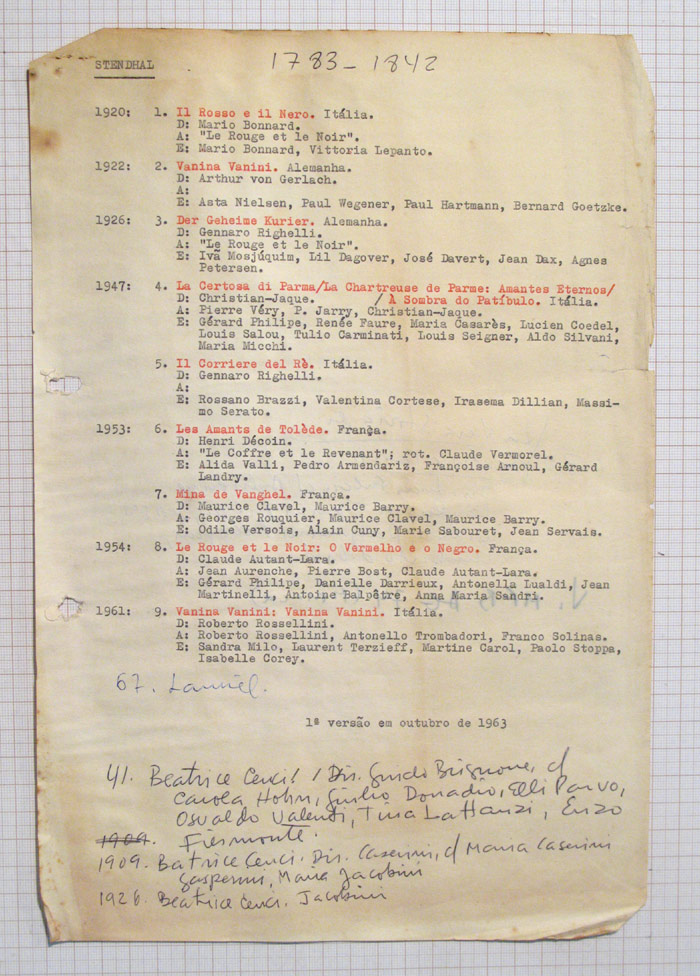 STENDHAL 1783-1842
1920: 1. Il Rosso e il Nero. Itália.
D: Mario Bonnard.
A: "Le Rouge et le Noir".
E: Mario Bonnard, Vittoria Lepanto.
1922: 2. Vanina Vanini. Alemanha.
D: Arthur von Gerlach.
A:
E: Asta Nielsen, Paul Wegener, Paul Hartmann, Bernard Goetzke.
1926: 3. Der Geheime Kurier. Alemanha.
D: Gennaro Righelli.
A: "Le Rouge et le Noir".
E: Ivã Mosjúquim, Lil Dagover, José Davert, Jean Dax, Agnes
Petersen.
1947: 4. La Certosa di Parma/La Chartreuse de Parme: Amantes Eternos/
D: Christian-Jaque. / À Sombra do Patíbulo. Itália.
A: Pierre Véry, P. Jarry, Christian-Jaque.
E: Gérard Philipe, Renée Faure, Maria Casarès, Lucien Coedel,
Louis Salou, Tulio Carminati, Louis Seigner, Aldo Silvani,
Maria Micchi.
5. Il Corriere del Rè. Itália.
D: Gennaro Righelli.
A:
E: Rossano Brazzi, Valentina Cortese, Irasema Dillian, Massi-
mo Serato.
1953: 6. Les Amants de Tolède. França.
D: Henri Décoin.
A: "Le Coffre et le Revenant"; rot. Claude Vermorel.
E: Alida Valli, Pedro Armendariz, Françoise Arnoul, Gérard
Landry.
7. Mina de Vanghel. França.
D: Maurice Clavel, Maurice Barry.
A: Georges Rouquier, Maurice Clavel, Maurice Barry.
E: Odile Versois, Alain Cuny, Marie Sabouret, Jean Servais.
1954: 8. Le Rouge et le Noir: O Vermelho e o Negro. França.
D: Claude Autant-Lara.
A: Jean Aurenche, Pierre Bost, Claude Autant-Lara.
E: Gérard Philipe, Danielle Darrieux, Antonella Lualdi, Jean
Martinelli, Antoine Balpêtre, Anna Maria Sandri.
1961: 9. Vanina Vanini: Vanina Vanini. Itália.
D: Roberto Rossellini.
A: Roberto Rossellini, Antonello Trombadori, Franco Solinas.
E: Sandra Milo, Laurent Terzieff, Martine Carol, Paolo Stoppa,
Isabelle Corey.
67. Lamiel.
1ª versão em outubro de 1963
41. Beatrice Cenci! / Dir. Guido Brignone, c/
Carola Hohn, Giulio Donadio, Elli Parvo,
Osvaldo Valenti, Tina Lattanzi, Enzo
1909. Fiermonte.
1909. Beatrice Cenci. Dir. Caserini, c/ Maria Caserini
Gasperini, Maria Jacobini
1926. Beatrice Cenci. Jacobini